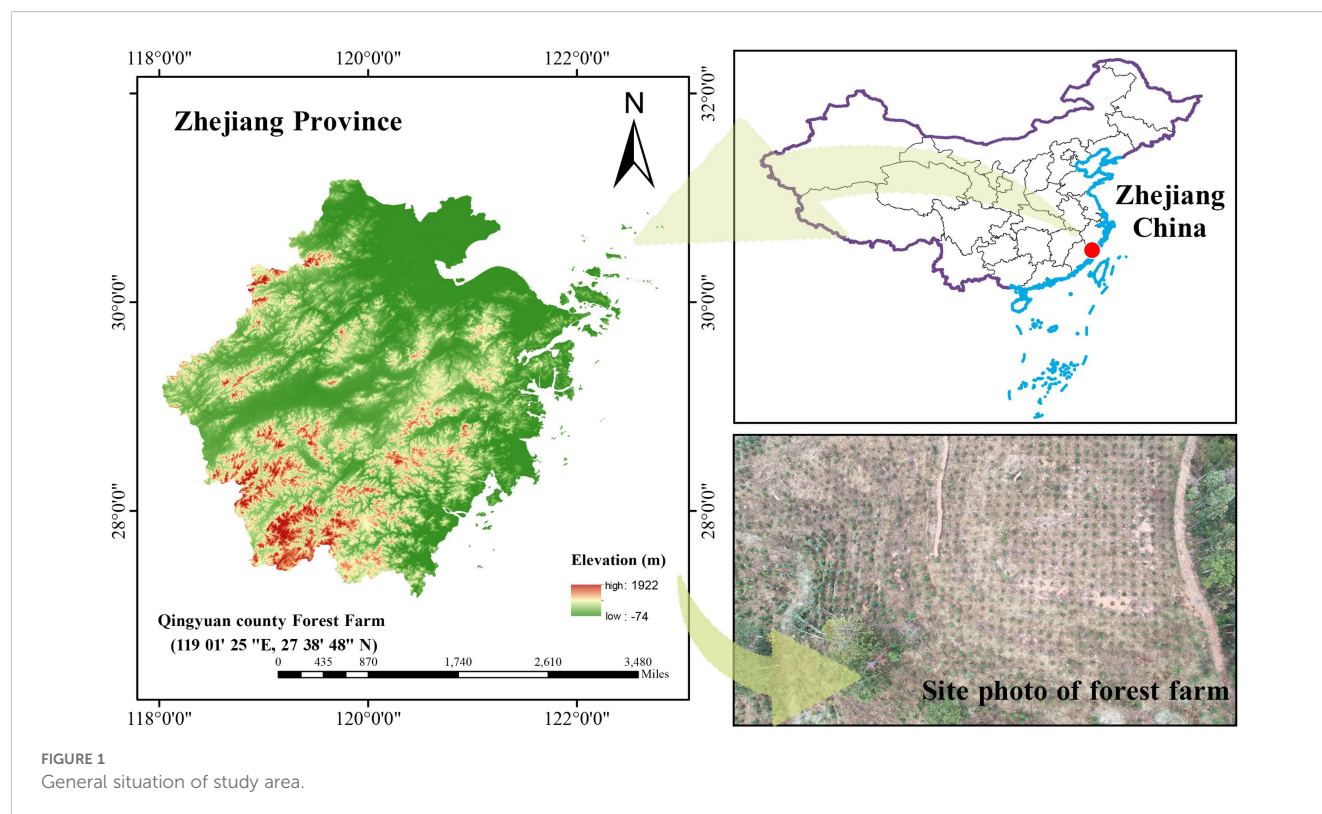 118°0'0"
120°0'0"
122°0'0"
Zhejiang Province
N
32°0'0"
30°0'0"
28°0'0"
30°0'0"
28°0'0"
Elevation (m)
high: 1922
low : -74
Qingyuan county Forest Farm
(119 01' 25 "E, 27 38' 48" N)
0 435 870 1,740 2,610 3,480
Miles
118°0'0"
120°0'0"
122°0'0"
Zhejiang
China
Site photo of forest farm
FIGURE 1
General situation of study area.